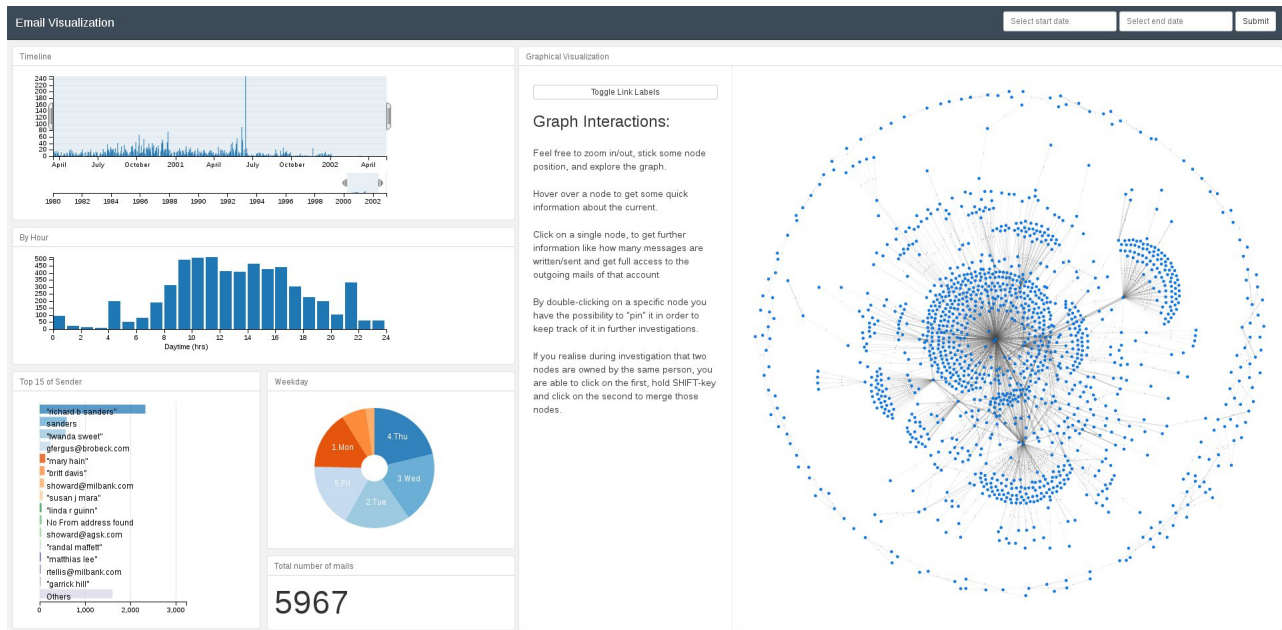 Email Visualization
Select start date
Select end date
Submit
Timeline
240
220
200
180
160
140
120
100
80
60
40
20
0
April July October 2001 April July October 2002 April
1980 1982 1984 1986 1988 1990 1992 1994 1996 1998 2000 2002
By Hour
500
450
400
350
300
250
200
150
100
50
0
0 2 4 6 8 10 12 14 16 18 20 22 24
Daytime (hrs)
Top 15 of Sender
"richard b sanders"
sanders
"twanda sweet"
gfergus@brobeck.com
"mary hain"
"britt davis"
showard@milbank.com
"susan j mara"
"linda r guinn"
No From address found
showard@agsk.com
"randal maffett"
"matthias lee"
rtellis@milbank.com
"garrick hill"
Others
0 1,000 2,000 3,000
Weekday
4.Thu
3.Wed
2.Tue
5.Fri
1.Mon
Total number of mails
5967
Graphical Visualization
Toggle Link Labels
Graph Interactions:
Feel free to zoom in/out, stick some node
position, and explore the graph.
Hover over a node to get some quick
information about the current.
Click on a single node, to get further
information like how many messages are
written/sent and get full access to the
outgoing mails of that account
By double-clicking on a specific node you
have the possibility to "pin" it in order to
keep track of it in further investigations.
If you realise during investigation that two
nodes are owned by the same person, you
are able to click on the first, hold SHIFT-key
and click on the second to merge those
nodes.